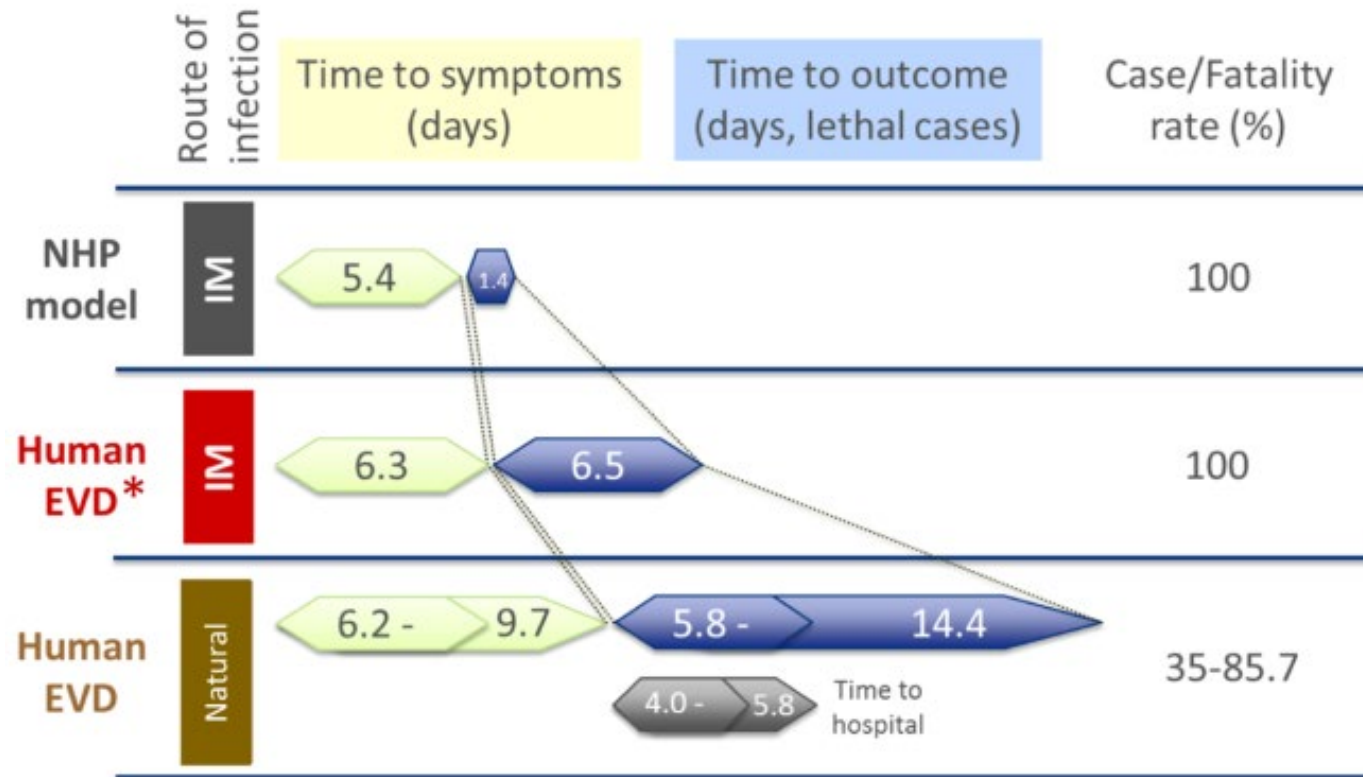 Route of
infection
Time to symptoms
(days)
Time to outcome
(days, lethal cases)
Case/Fatality
rate (%)
NHP
model
IM
5.4
1.4
100
Human
EVD*
IM
6.3
6.5
100
Human
EVD
Natural
6.2 - 9.7
5.8 - 14.4
4.0 - 5.8
Time to
hospital
35-85.7